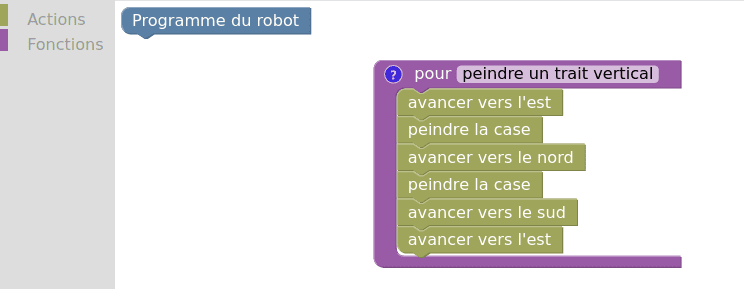 Actions
Fonctions
Programme du robot
? pour peindre un trait vertical
avancer vers l'est
peindre la case
avancer vers le nord
peindre la case
avancer vers le sud
avancer vers l'est